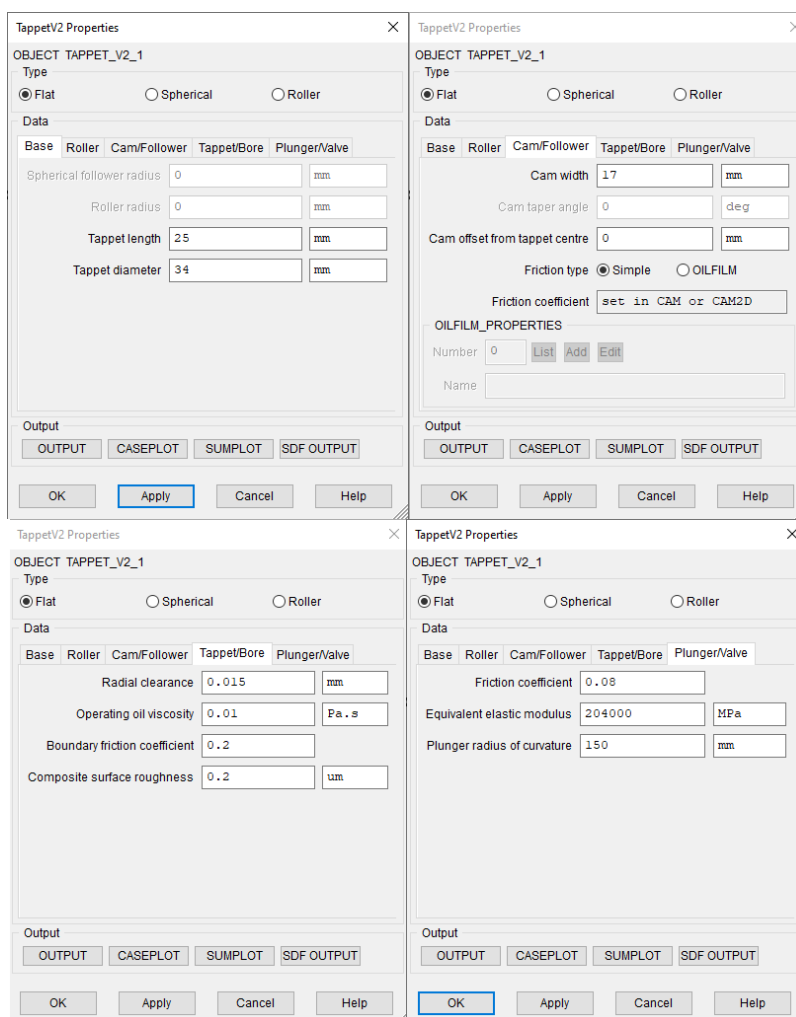 TappetV2 Properties
OBJECT TAPPET_V2_1
Type
Flat Spherical Roller
Data
Base Roller Cam/Follower Tappet/Bore Plunger/Valve
Spherical follower radius 0 mm
Roller radius 0 mm
Tappet length 25 mm
Tappet diameter 34 mm
Output
OUTPUT CASEPLOT SUMPLOT SDF OUTPUT
OK Apply Cancel Help
TappetV2 Properties
OBJECT TAPPET_V2_1
Type
Flat Spherical Roller
Data
Base Roller Cam/Follower Tappet/Bore Plunger/Valve
Cam width 17 mm
Cam taper angle 0 deg
Cam offset from tappet centre 0 mm
Friction type Simple OILFILM
Friction coefficient set in CAM or CAM2D
OILFILM_PROPERTIES
Number 0 List Add Edit
Name
Output
OUTPUT CASEPLOT SUMPLOT SDF OUTPUT
OK Apply Cancel Help
TappetV2 Properties
OBJECT TAPPET_V2_1
Type
Flat Spherical Roller
Data
Base Roller Cam/Follower Tappet/Bore Plunger/Valve
Radial clearance 0.015 mm
Operating oil viscosity 0.01 Pa.s
Boundary friction coefficient 0.2
Composite surface roughness 0.2 um
Output
OUTPUT CASEPLOT SUMPLOT SDF OUTPUT
OK Apply Cancel Help
TappetV2 Properties
OBJECT TAPPET_V2_1
Type
Flat Spherical Roller
Data
Base Roller Cam/Follower Tappet/Bore Plunger/Valve
Friction coefficient 0.08
Equivalent elastic modulus 204000 MPa
Plunger radius of curvature 150 mm
Output
OUTPUT CASEPLOT SUMPLOT SDF OUTPUT
OK Apply Cancel Help